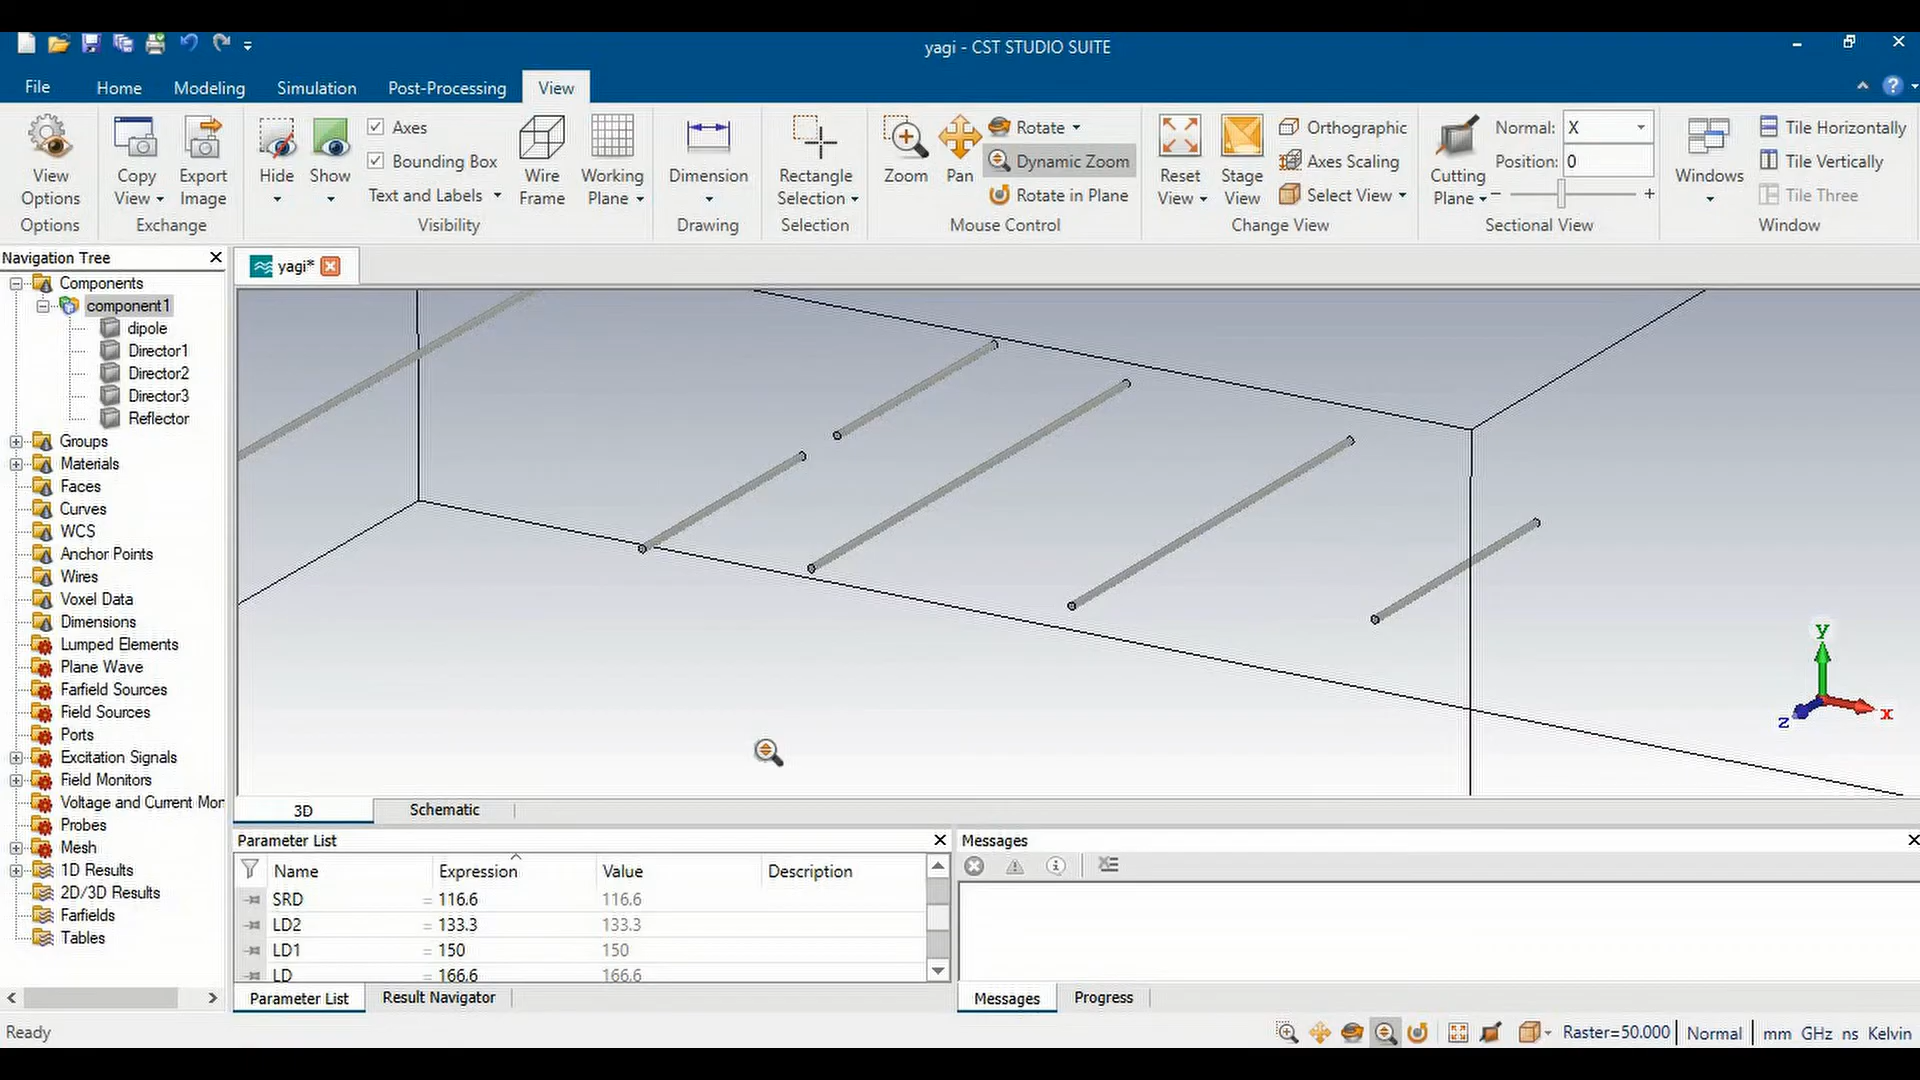 yagi - CST STUDIO SUITE
File Home Modeling Simulation Post-Processing View
View Options
Options
Copy View
Export Image
Exchange
Hide
Show
Axes
Bounding Box
Text and Labels
Wire Frame
Working Plane
Visibility
Dimension
Drawing
Rectangle Selection
Selection
Zoom
Pan
Rotate
Dynamic Zoom
Rotate in Plane
Mouse Control
Reset View
Stage View
Orthographic
Axes Scaling
Select View
Change View
Cutting Plane
Normal: X
Position: 0
Sectional View
Windows
Tile Horizontally
Tile Vertically
Tile Three
Window
Navigation Tree
yagi*
Components
component1
dipole
Director1
Director2
Director3
Reflector
Groups
Materials
Faces
Curves
WCS
Anchor Points
Wires
Voxel Data
Dimensions
Lumped Elements
Plane Wave
Farfield Sources
Field Sources
Ports
Excitation Signals
Field Monitors
Voltage and Current Mon
Probes
Mesh
1D Results
2D/3D Results
Farfields
Tables
y
x
z
3D Schematic
Parameter List
Name Expression Value Description
SRD = 116.6 116.6
LD2 = 133.3 133.3
LD1 = 150 150
LD = 166.6 166.6
Parameter List Result Navigator
Messages
Messages Progress
Ready
Raster=50.000 Normal mm GHz ns Kelvin